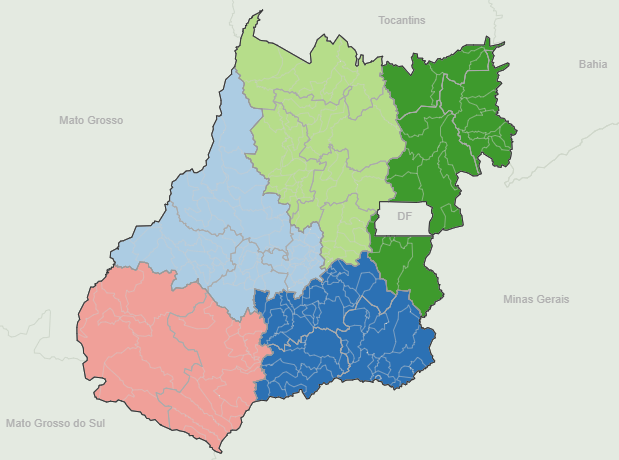 Tocantins
Bahia
Mato Grosso
DF
Minas Gerais
Mato Grosso do Sul